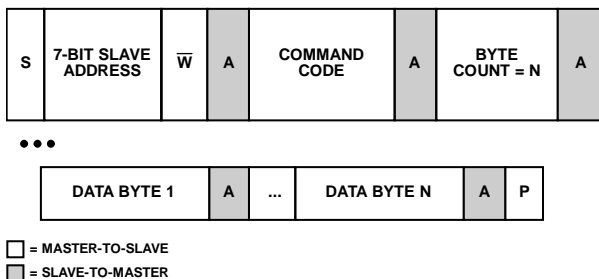 S 7-BIT SLAVE ADDRESS W̅ A COMMAND CODE A BYTE COUNT = N A
•••
DATA BYTE 1 A ... DATA BYTE N A P
= MASTER-TO-SLAVE
= SLAVE-TO-MASTER